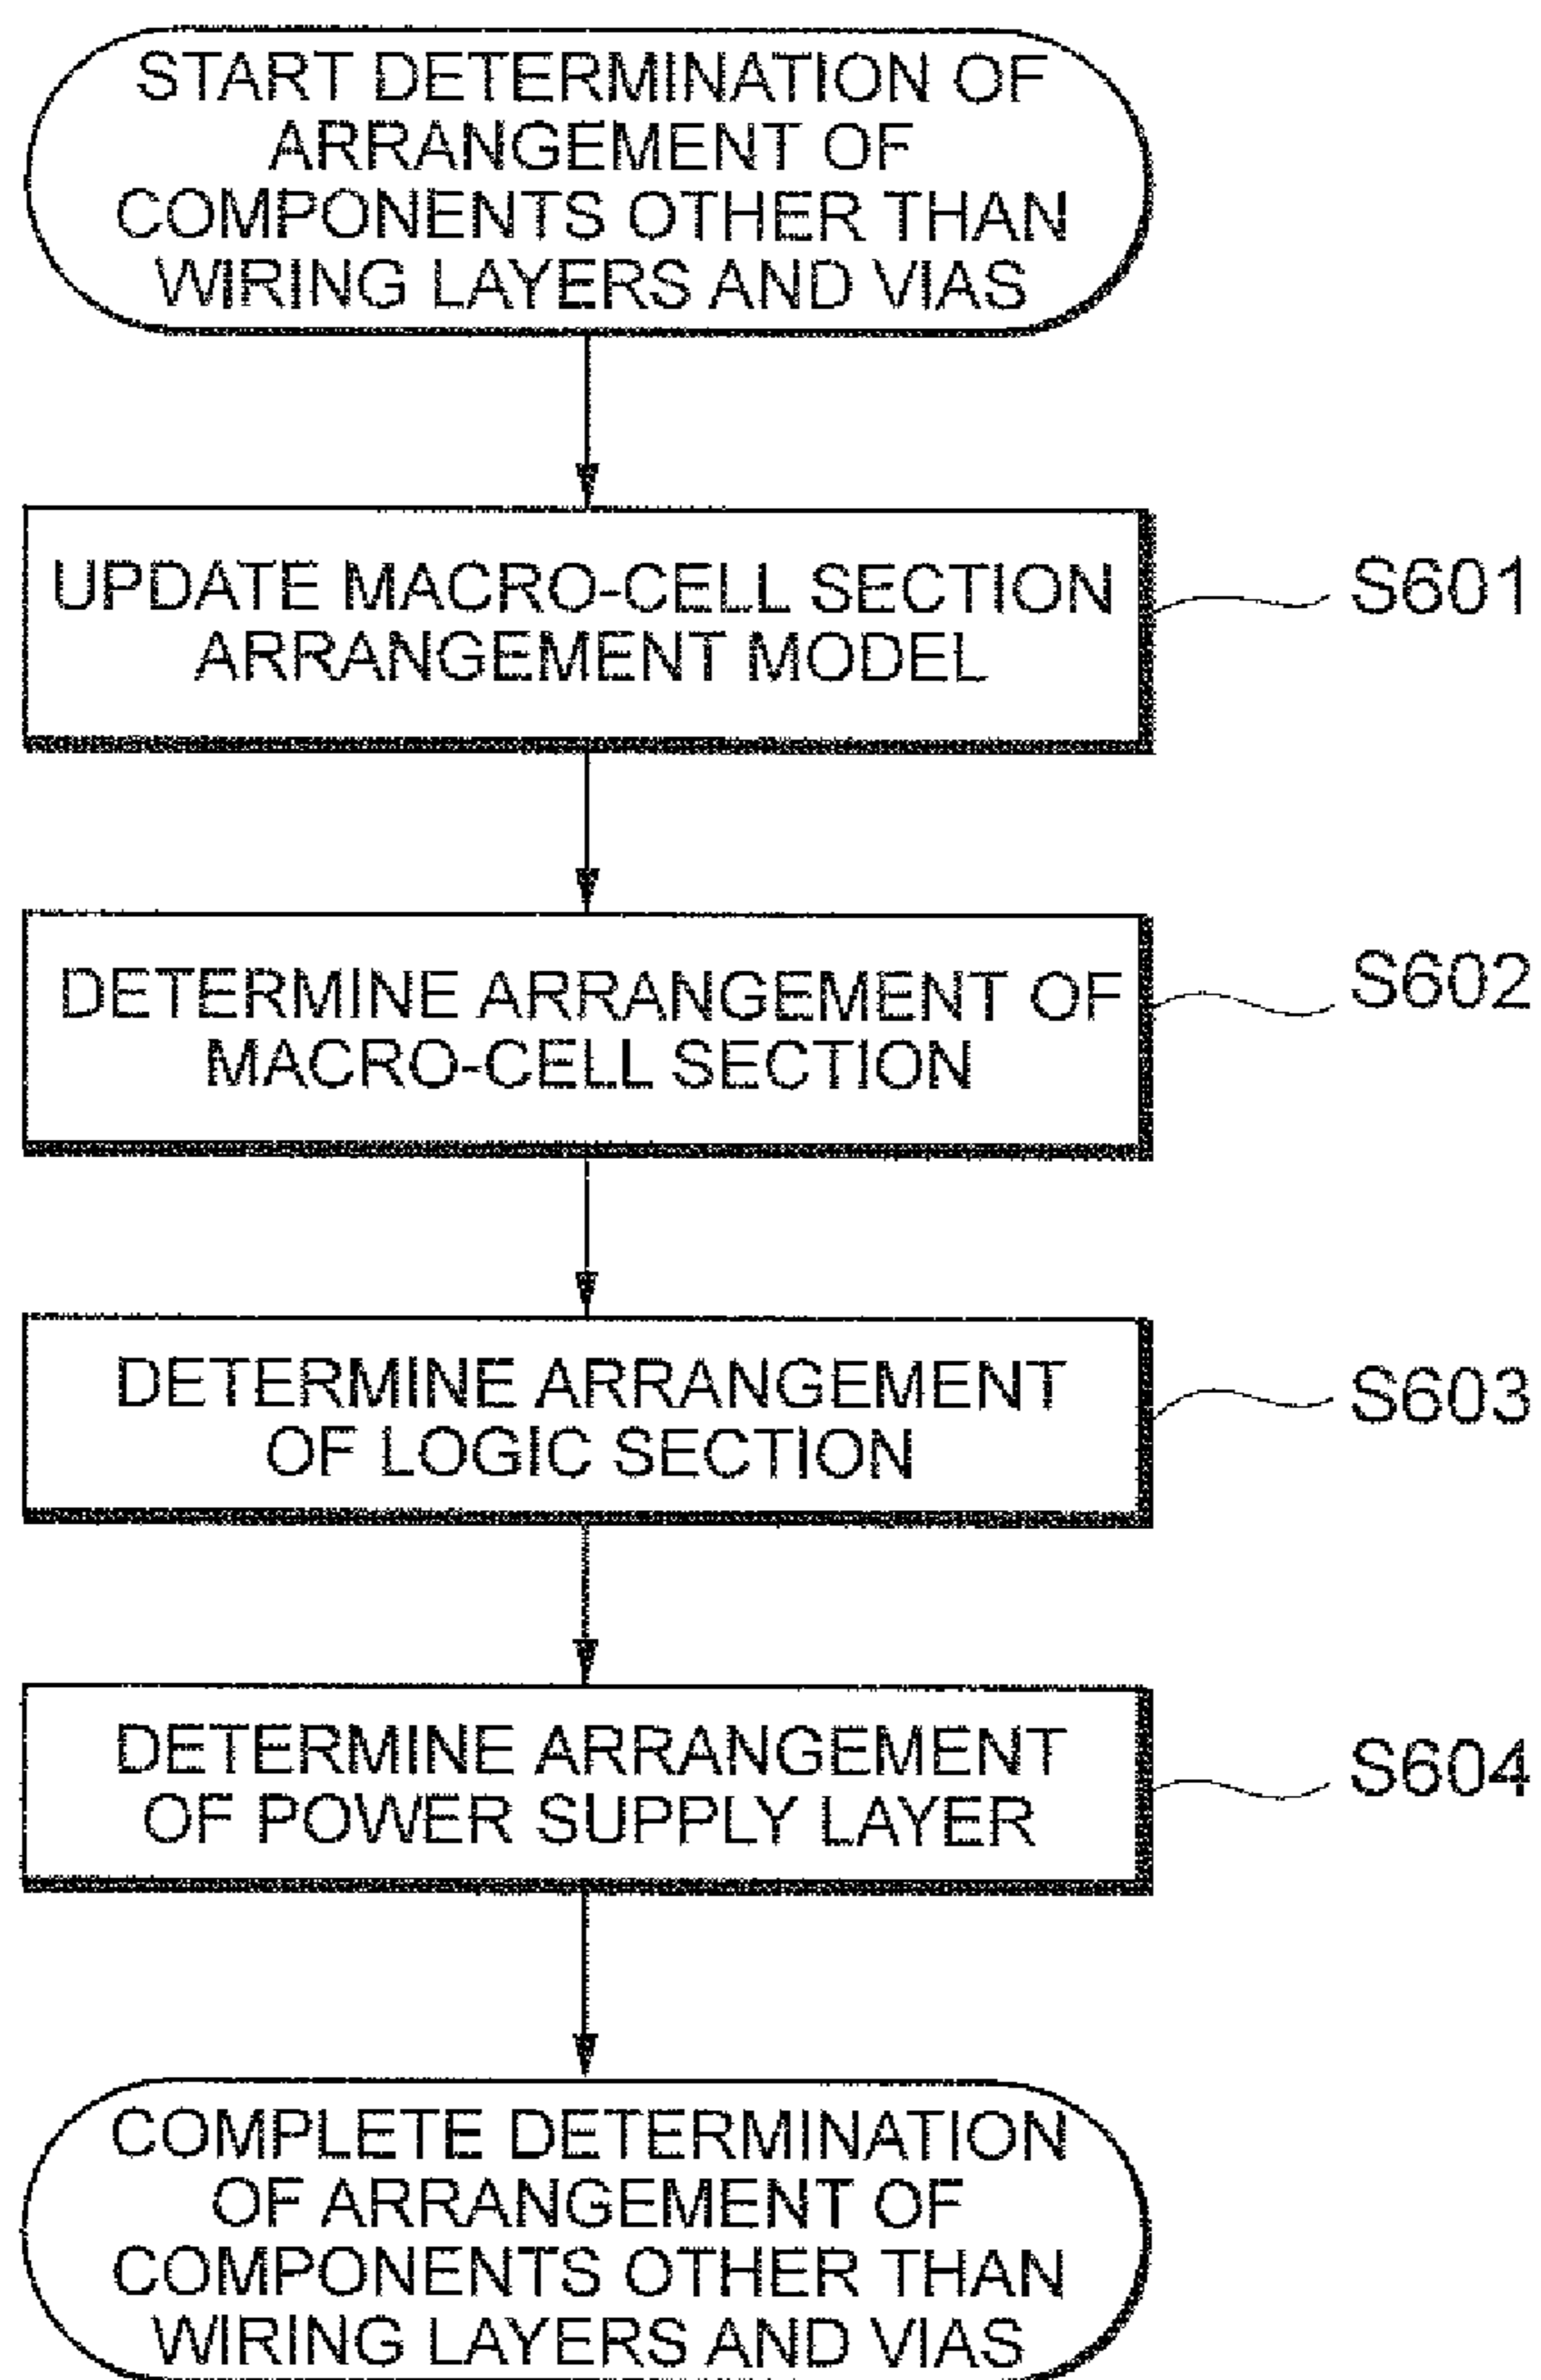 START DETERMINATION OF
ARRANGEMENT OF
COMPONENTS OTHER THAN
WIRING LAYERS AND VIAS
UPDATE MACRO-CELL SECTION
ARRANGEMENT MODEL
S601
DETERMINE ARRANGEMENT OF
MACRO-CELL SECTION
S602
DETERMINE ARRANGEMENT
OF LOGIC SECTION
S603
DETERMINE ARRANGEMENT
OF POWER SUPPLY LAYER
S604
COMPLETE DETERMINATION
OF ARRANGEMENT OF
COMPONENTS OTHER THAN
WIRING LAYERS AND VIAS